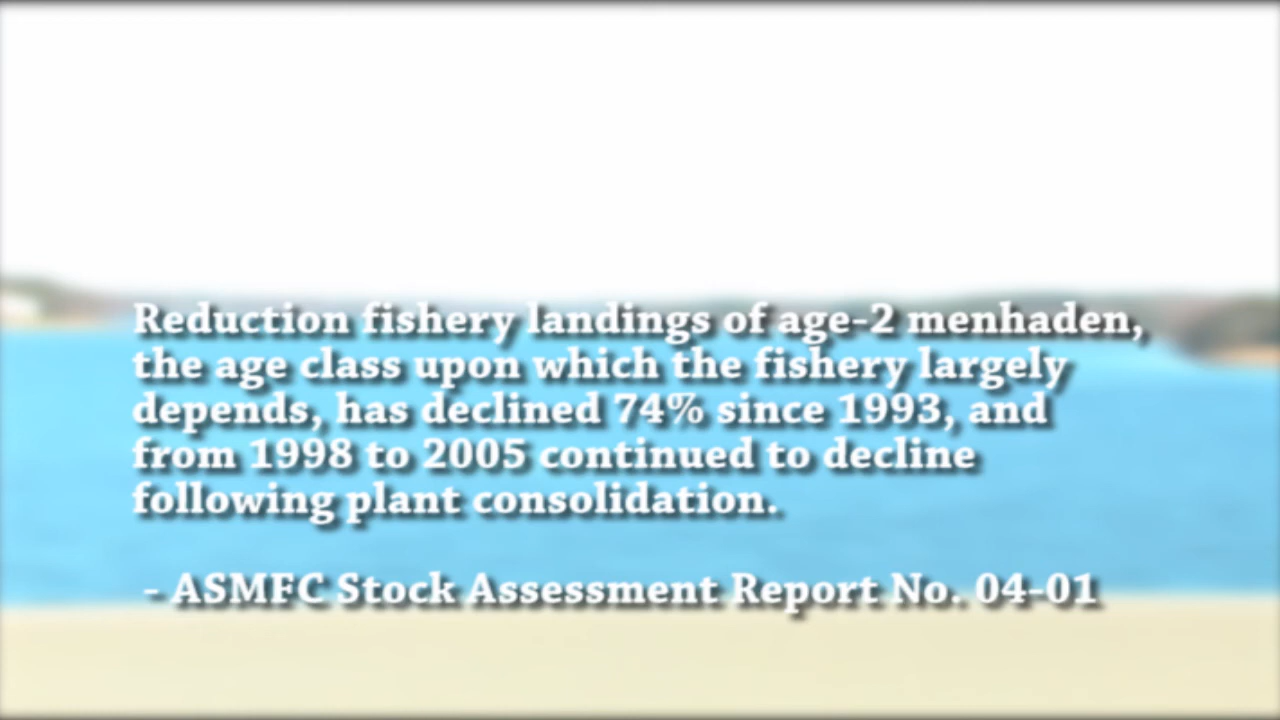 Reduction fishery landings of age-2 menhaden,
the age class upon which the fishery largely
depends, has declined 74% since 1993, and
from 1998 to 2005 continued to decline
following plant consolidation.
- ASMFC Stock Assessment Report No. 04-01